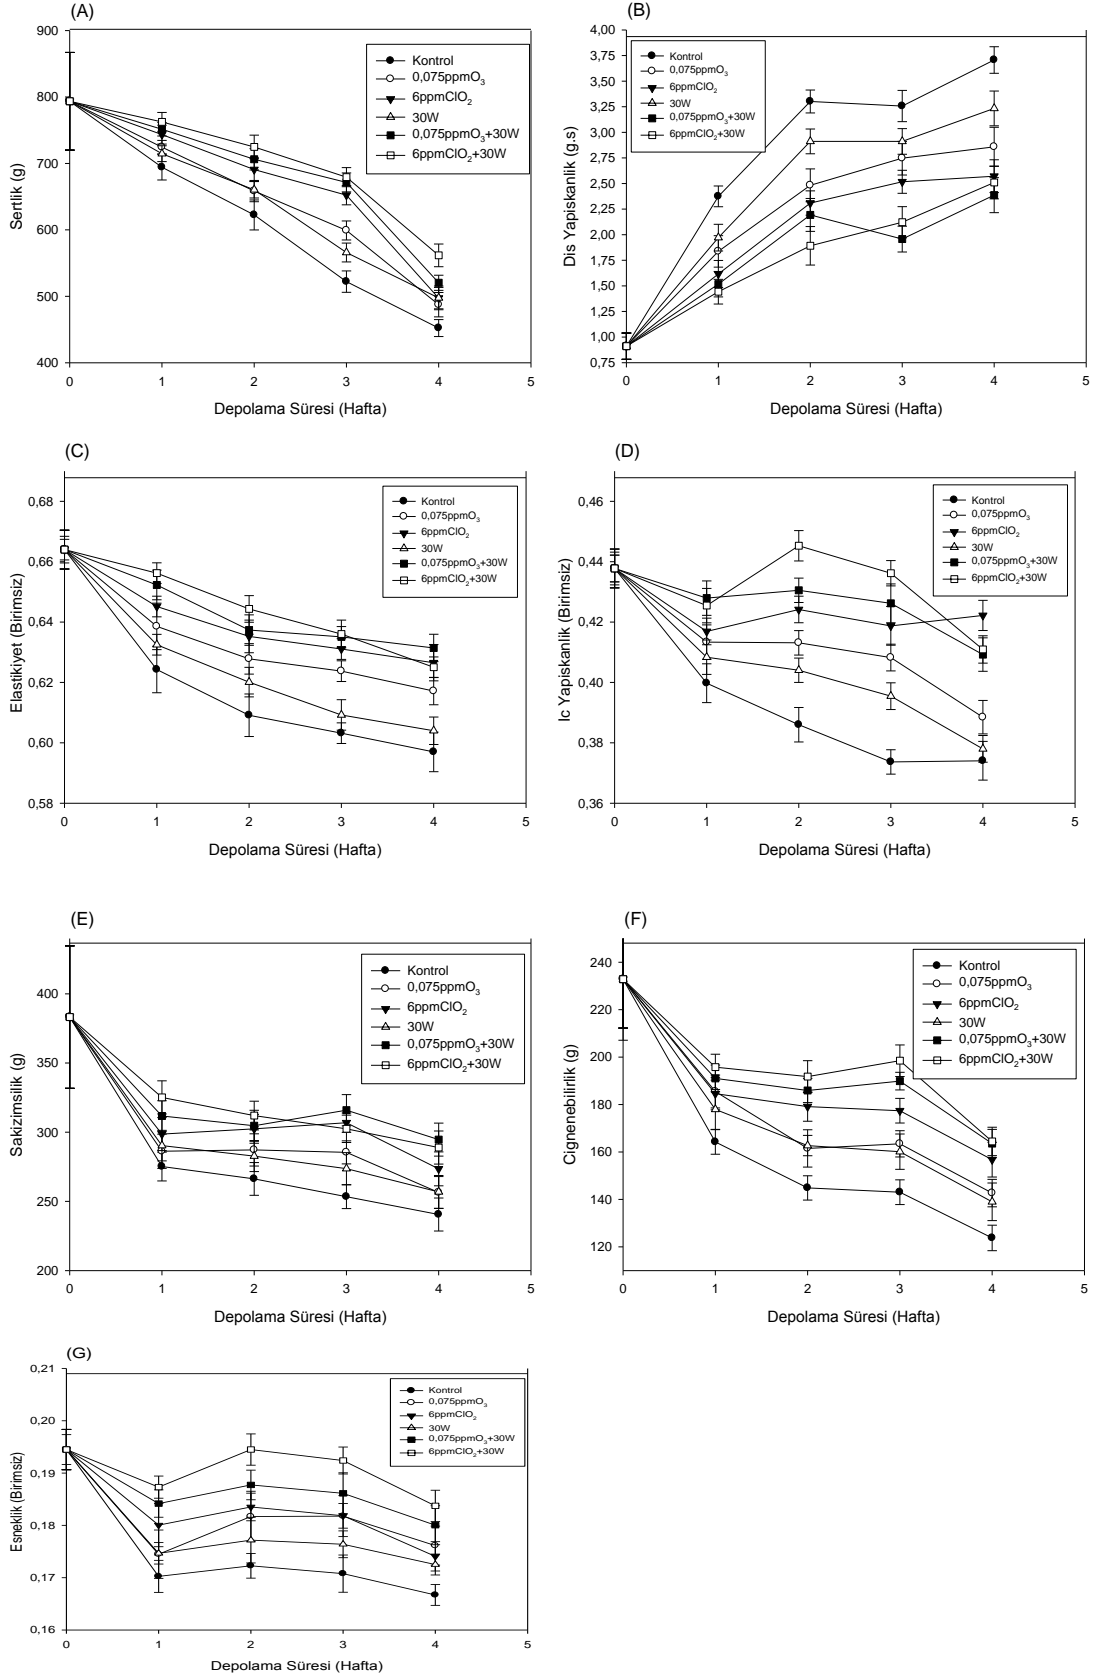 (A)
900
800
700
600
500
400
Sertlik (g)
Kontrol
0,075ppmO3
6ppmClO2
30W
0,075ppmO3+30W
6ppmClO2+30W
0 1 2 3 4 5
Depolama Süresi (Hafta)
(B)
4,00
3,75
3,50
3,25
3,00
2,75
2,50
2,25
2,00
1,75
1,50
1,25
1,00
0,75
Dis Yapiskanlik (g.s)
Kontrol
0,075ppmO3
6ppmClO2
30W
0,075ppmO3+30W
6ppmClO2+30W
0 1 2 3 4 5
Depolama Süresi (Hafta)
(C)
0,68
0,66
0,64
0,62
0,60
0,58
Elastikiyet (Birimsiz)
Kontrol
0,075ppmO3
6ppmClO2
30W
0,075ppmO3+30W
6ppmClO2+30W
0 1 2 3 4 5
Depolama Süresi (Hafta)
(D)
0,46
0,44
0,42
0,40
0,38
0,36
Ic Yapiskanlik (Birimsiz)
Kontrol
0,075ppmO3
6ppmClO2
30W
0,075ppmO3+30W
6ppmClO2+30W
0 1 2 3 4 5
Depolama Süresi (Hafta)
(E)
400
350
300
250
200
Sakizimsilik (g)
Kontrol
0,075ppmO3
6ppmClO2
30W
0,075ppmO3+30W
6ppmClO2+30W
0 1 2 3 4 5
Depolama Süresi (Hafta)
(F)
240
220
200
180
160
140
120
Cignenebilirlik (g)
Kontrol
0,075ppmO3
6ppmClO2
30W
0,075ppmO3+30W
6ppmClO2+30W
0 1 2 3 4 5
Depolama Süresi (Hafta)
(G)
0,21
0,20
0,19
0,18
0,17
0,16
Esneklik (Birimsiz)
Kontrol
0,075ppmO3
6ppmClO2
30W
0,075ppmO3+30W
6ppmClO2+30W
0 1 2 3 4 5
Depolama Süresi (Hafta)